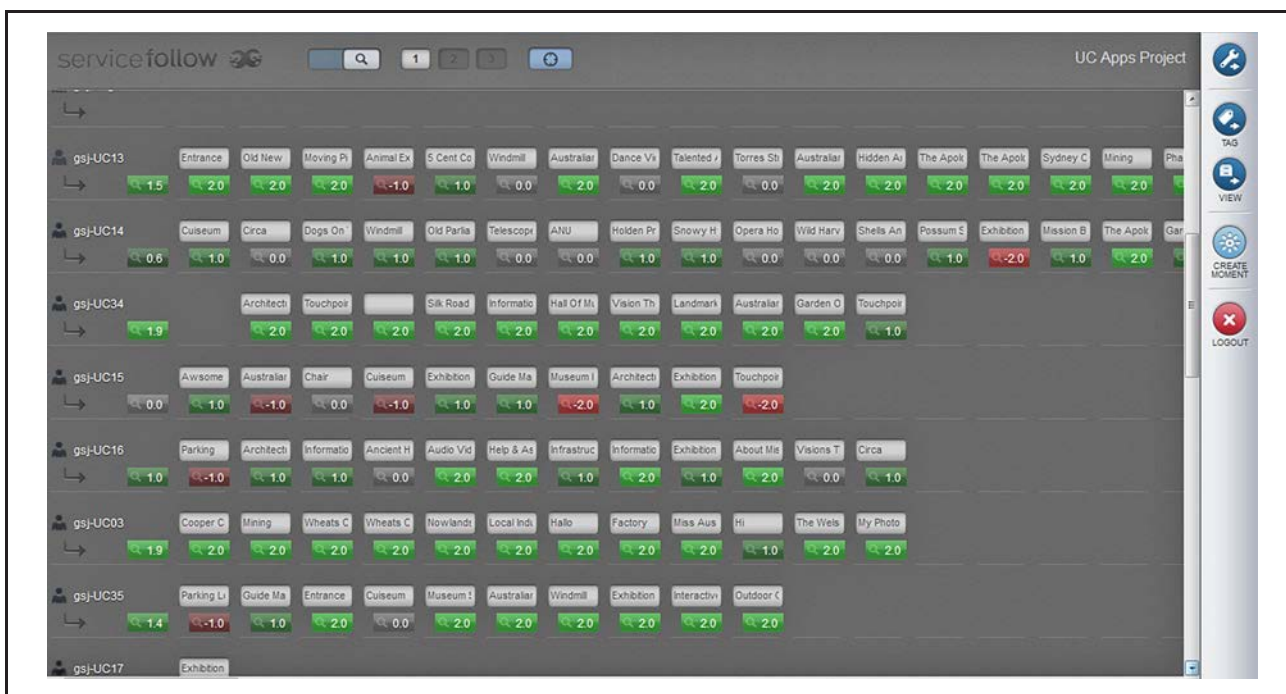 servicefollow 1 2 3 UC Apps Project
TAG
VIEW
CREATE MOMENT
LOGOUT
gsj-UC13 Entrance Old New Moving Pi Animal Ex 5 Cent Co Windmill Australiar Dance Vi Talented Torres Str Australiar Hidden Ar The Apok The Apok Sydney C Mining Pha
1.5 2.0 2.0 2.0 -1.0 1.0 0.0 2.0 0.0 2.0 0.0 2.0 2.0 2.0 2.0 2.0 2.0
gsj-UC14 Cuiseum Circa Dogs On Windmill Old Parlia Telescope ANU Holden Pr Snowy H Opera Ho Wild Harv Shells An Possum S Exhibition Mission B The Apok Gar
0.6 1.0 0.0 1.0 1.0 1.0 0.0 0.0 1.0 1.0 0.0 0.0 0.0 1.0 -2.0 1.0 2.0
gsj-UC34 Architecti Touchpoir Silk Road Informatic Hall Of Mu Vision Th Landmark Australiar Garden O Touchpoir
1.9 2.0 2.0 2.0 2.0 2.0 2.0 2.0 2.0 2.0 2.0 1.0
gsj-UC15 Awsome Australiar Chair Cuiseum Exhibition Guide Ma Museum I Architecti Exhibition Touchpoir
0.0 1.0 -1.0 0.0 -1.0 1.0 1.0 -2.0 1.0 2.0 -2.0
gsj-UC16 Parking Architecti Informatio Ancient H Audio Vid Help & As Infrastruc Informatio Exhibition About Mis Visions T Circa
1.0 -1.0 1.0 1.0 0.0 2.0 2.0 1.0 2.0 1.0 2.0 0.0 1.0
gsj-UC03 Cooper C Mining Wheats C Wheats C Nowlands Local Indu Hallo Factory Miss Aus Hi The Wels My Photo
1.9 2.0 2.0 2.0 2.0 2.0 2.0 2.0 2.0 2.0 1.0 2.0 2.0
gsj-UC35 Parking Li Guide Ma Entrance Cuiseum Museum S Australiar Windmill Exhibition Interactive Outdoor C
1.4 -1.0 1.0 2.0 0.0 2.0 2.0 2.0 2.0 2.0 2.0
gsj-UC17 Exhibition